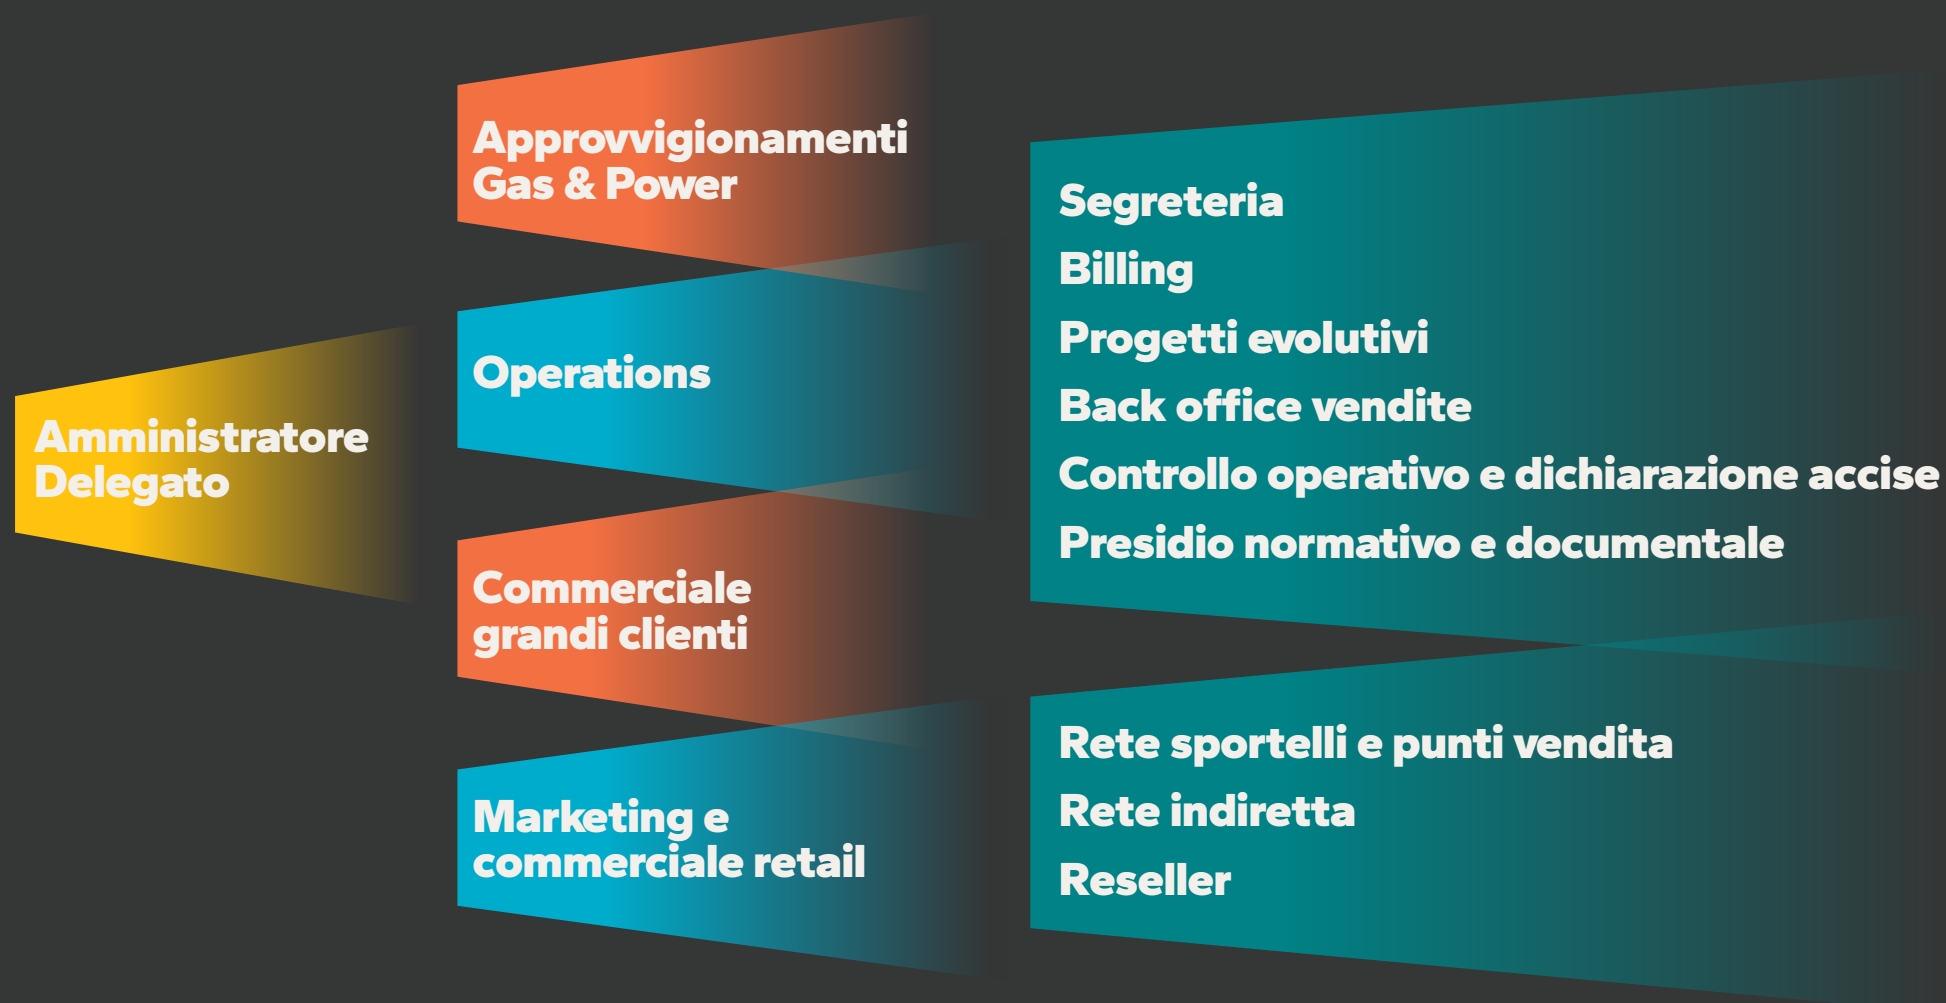 Amministratore
Delegato
Approvvigionamenti
Gas & Power
Operations
Commerciale
grandi clienti
Marketing e
commerciale retail
Segreteria
Billing
Progetti evolutivi
Back office vendite
Controllo operativo e dichiarazione accise
Presidio normativo e documentale
Rete sportelli e punti vendita
Rete indiretta
Reseller